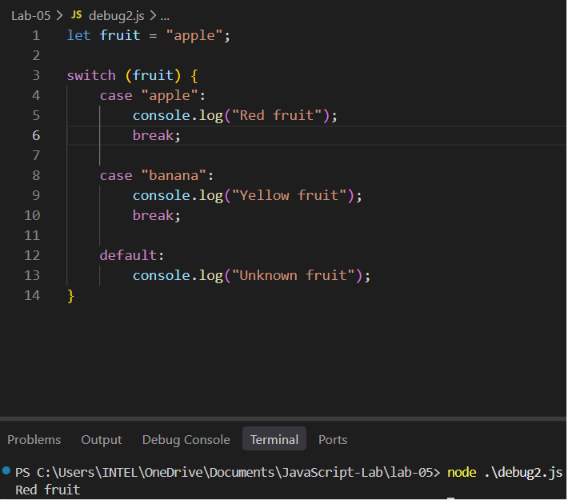 Lab-05 > JS debug2.js > ...
1 let fruit = "apple";
2
3 switch (fruit) {
4     case "apple":
5         console.log("Red fruit");
6         break;
7
8     case "banana":
9         console.log("Yellow fruit");
10         break;
11
12     default:
13         console.log("Unknown fruit");
14 }
Problems Output Debug Console Terminal Ports
PS C:\Users\INTEL\OneDrive\Documents\JavaScript-Lab\lab-05> node .\debug2.js
Red fruit